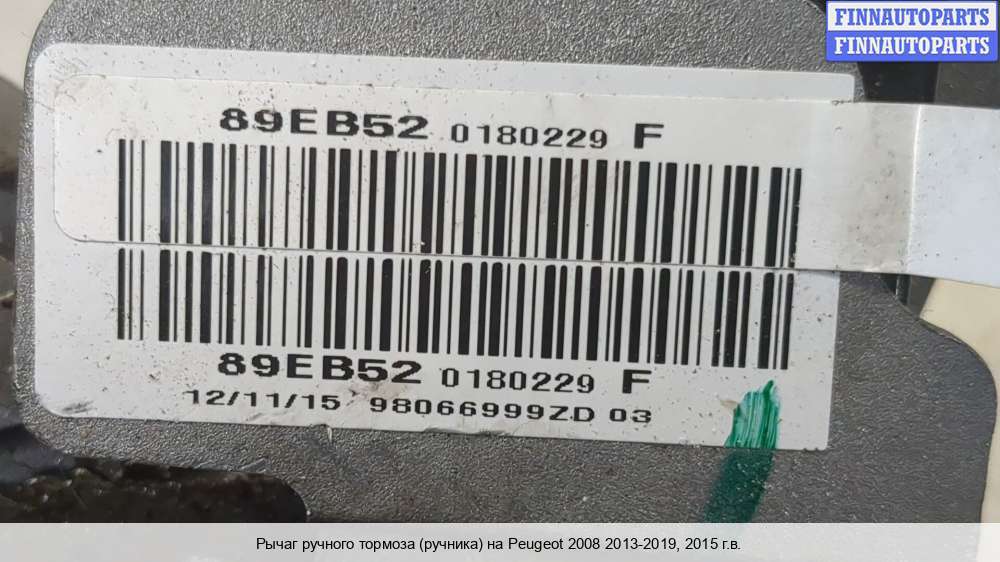 FINNAUTOPARTS
FINNAUTOPARTS
89EB52 0180229 F
89EB52 0180229 F
12/11/15 98066999ZD 03
Рычаг ручного тормоза (ручника) на Peugeot 2008 2013-2019, 2015 г.в.